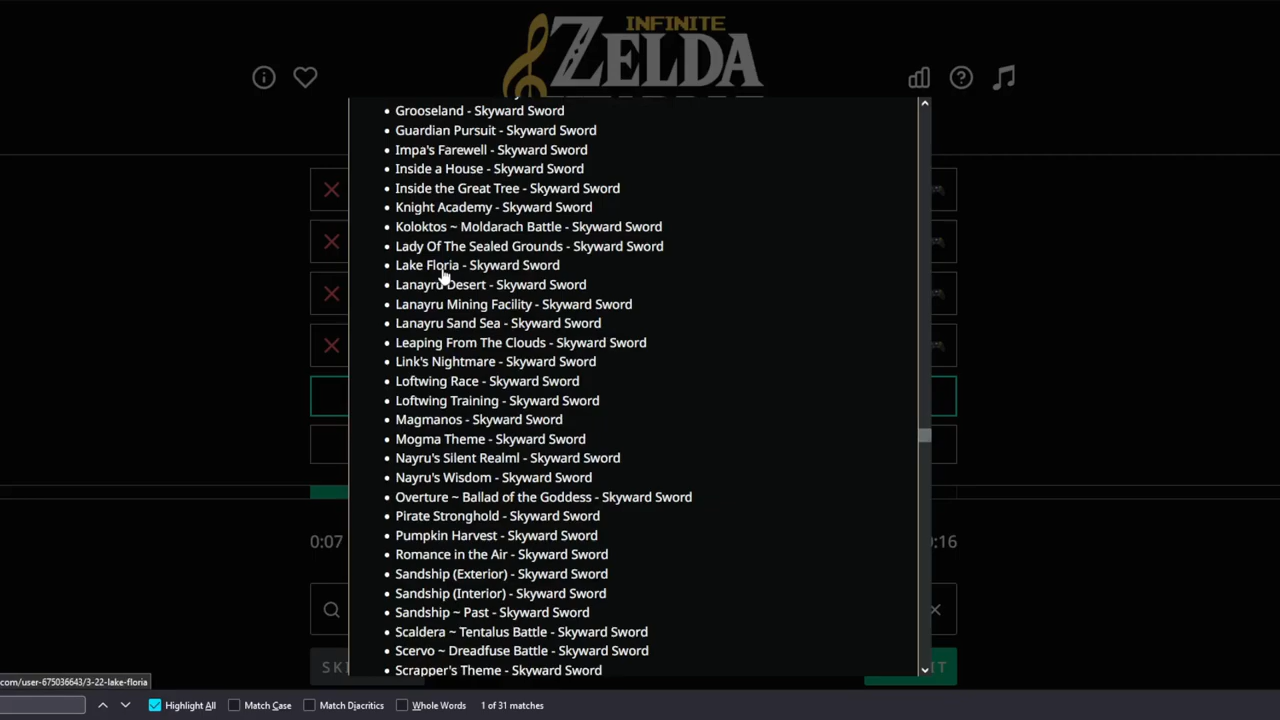 INFINITE
ZELDA
Grooseland - Skyward Sword
Guardian Pursuit - Skyward Sword
Impa's Farewell - Skyward Sword
Inside a House - Skyward Sword
Inside the Great Tree - Skyward Sword
Knight Academy - Skyward Sword
Koloktos ~ Moldarach Battle - Skyward Sword
Lady Of The Sealed Grounds - Skyward Sword
Lake Floria - Skyward Sword
Lanayru Desert - Skyward Sword
Lanayru Mining Facility - Skyward Sword
Lanayru Sand Sea - Skyward Sword
Leaping From The Clouds - Skyward Sword
Link's Nightmare - Skyward Sword
Loftwing Race - Skyward Sword
Loftwing Training - Skyward Sword
Magmanos - Skyward Sword
Mogma Theme - Skyward Sword
Nayru's Silent Realml - Skyward Sword
Nayru's Wisdom - Skyward Sword
Overture ~ Ballad of the Goddess - Skyward Sword
Pirate Stronghold - Skyward Sword
Pumpkin Harvest - Skyward Sword
0:07 :16
Romance in the Air - Skyward Sword
Sandship (Exterior) - Skyward Sword
Sandship (Interior) - Skyward Sword
Sandship ~ Past - Skyward Sword
Scaldera ~ Tentalus Battle - Skyward Sword
Scervo ~ Dreadfuse Battle - Skyward Sword
SK IT
Scrapper's Theme - Skyward Sword
com/user-675036643/3-22-lake-floria
Highlight All Match Case Match Diacritics Whole Words 1 of 31 matches